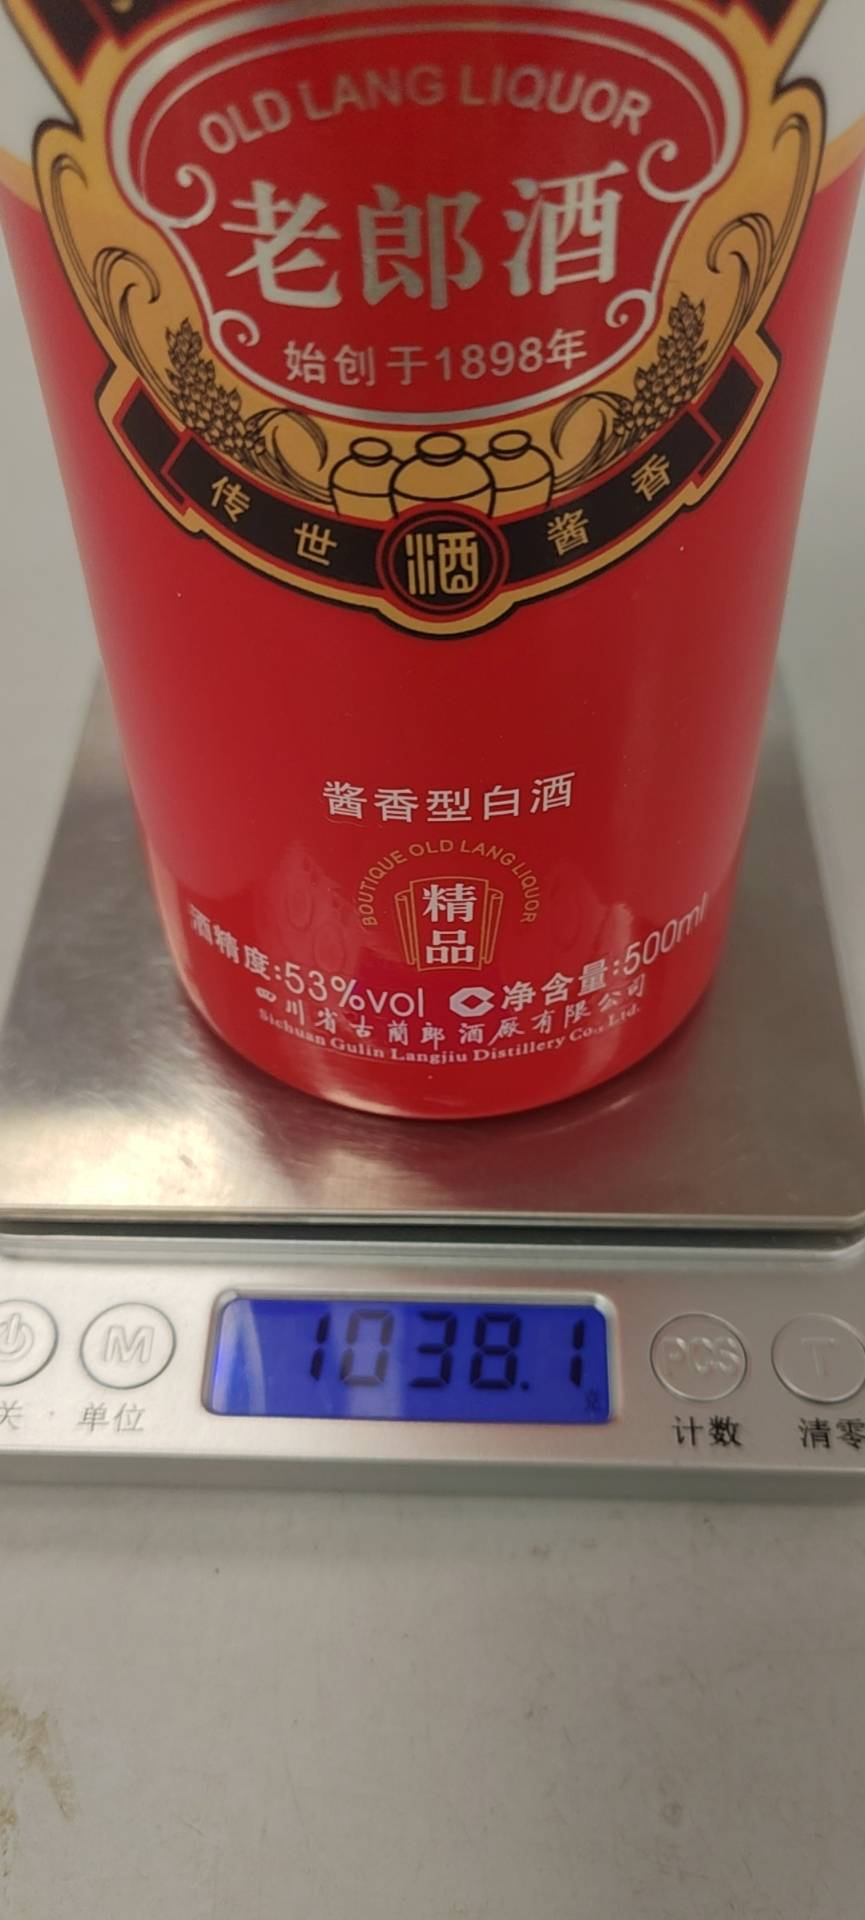 OLD LANG LIQUOR
老郎酒
始创于1898年
传世酒酱香
酱香型白酒
BOUTIQUE OLD LANG LIQUOR
精品
酒精度:53%vol 净含量:500ml
四川省古蔺郎酒厂有限公司
Sichuan Gulin Langjiu Distillery Co., Ltd.
1038.1
克
M PCS T
关 单位 计数 清零